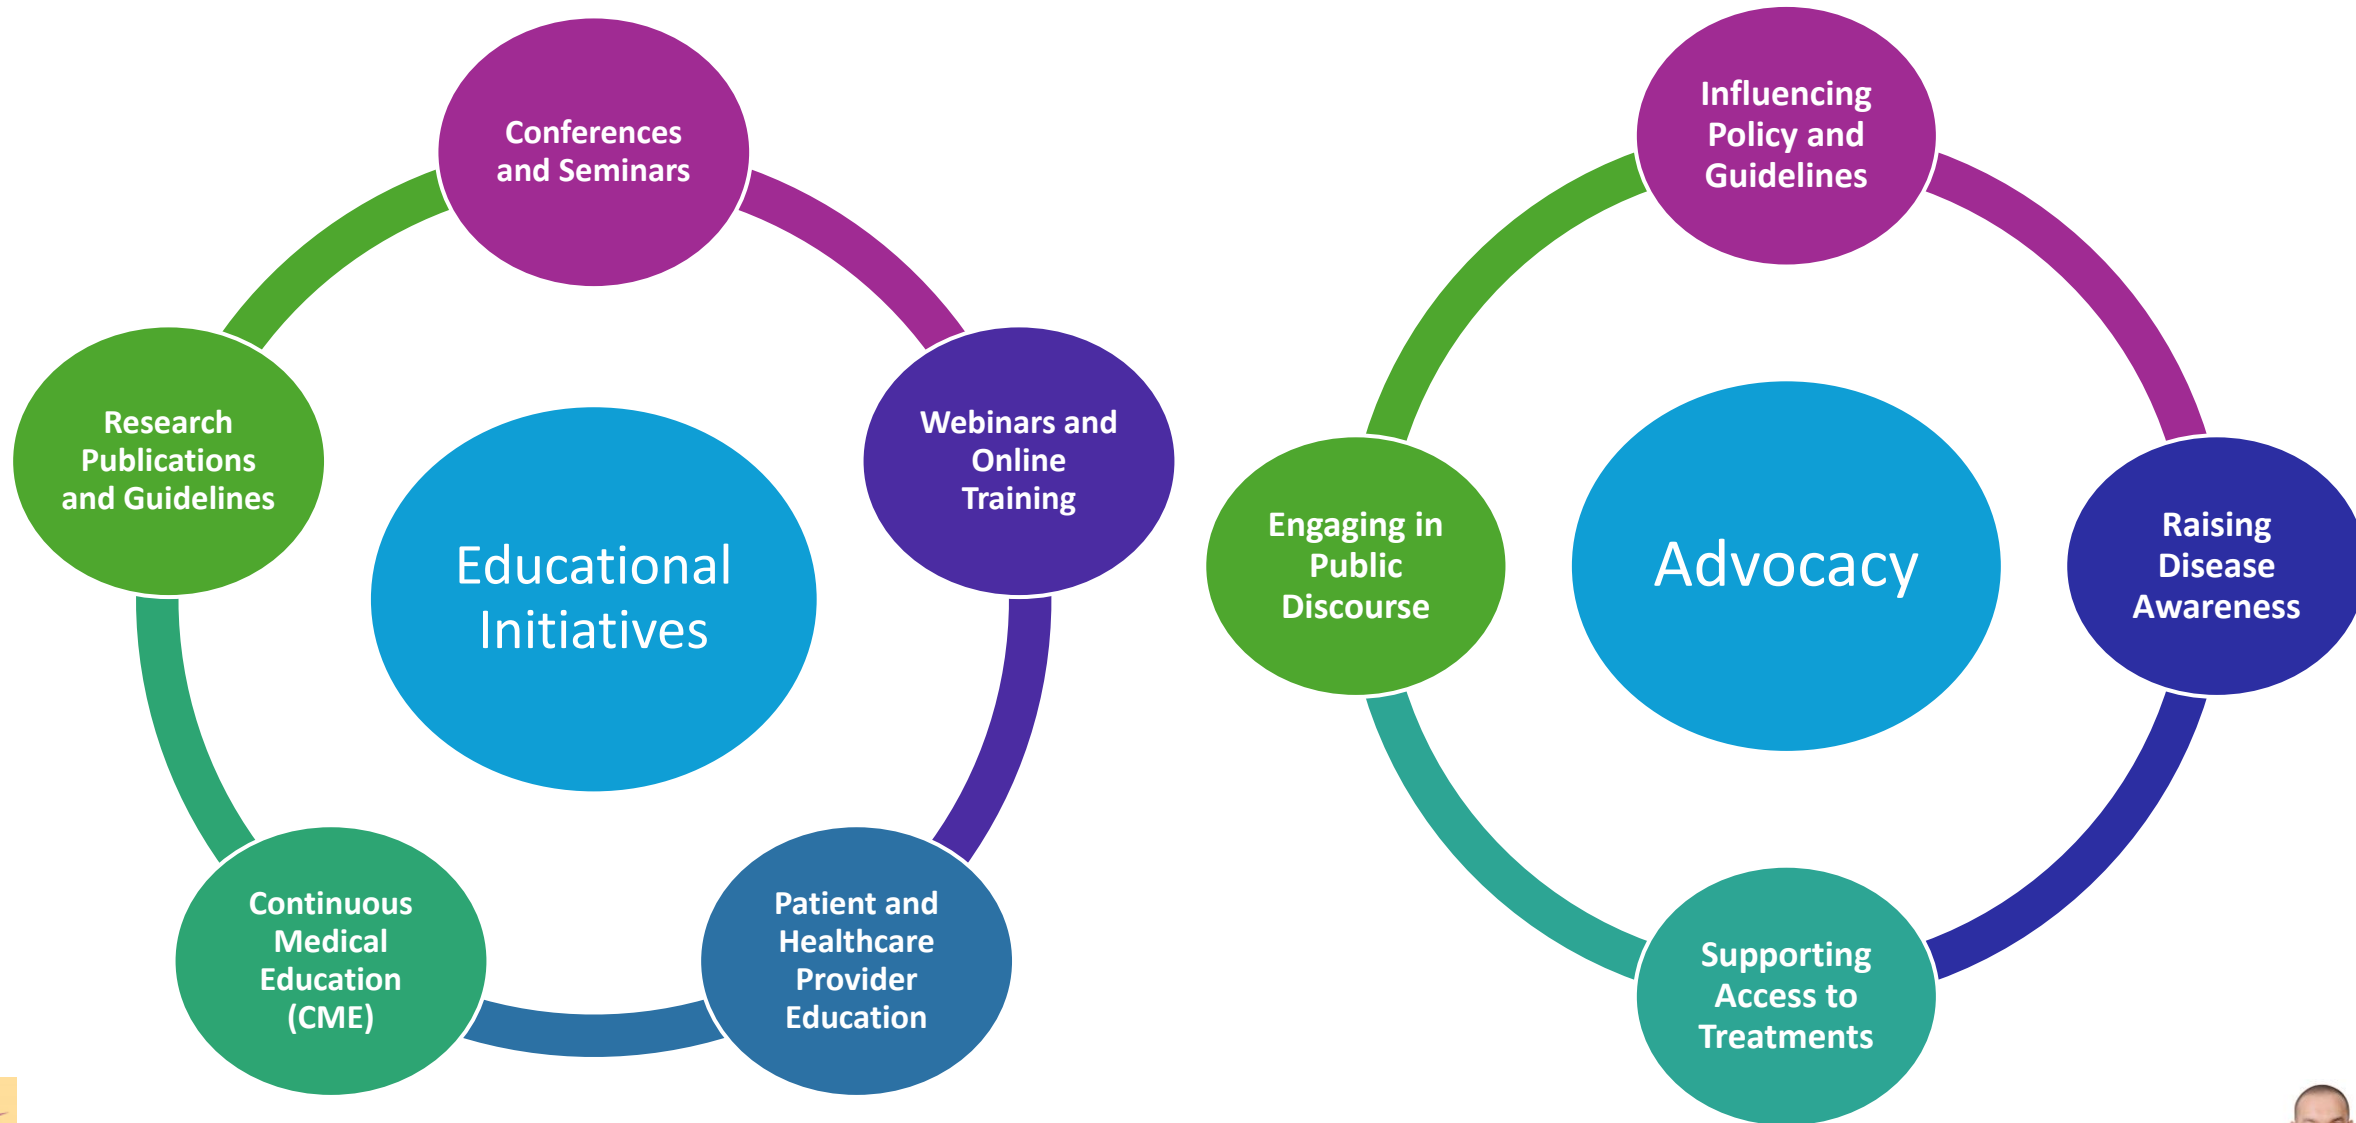 Conferences
and Seminars
Webinars and
Online
Training
Patient and
Healthcare
Provider
Education
Continuous
Medical
Education
(CME)
Research
Publications
and Guidelines
Educational
Initiatives
Influencing
Policy and
Guidelines
Raising
Disease
Awareness
Supporting
Access to
Treatments
Engaging in
Public
Discourse
Advocacy